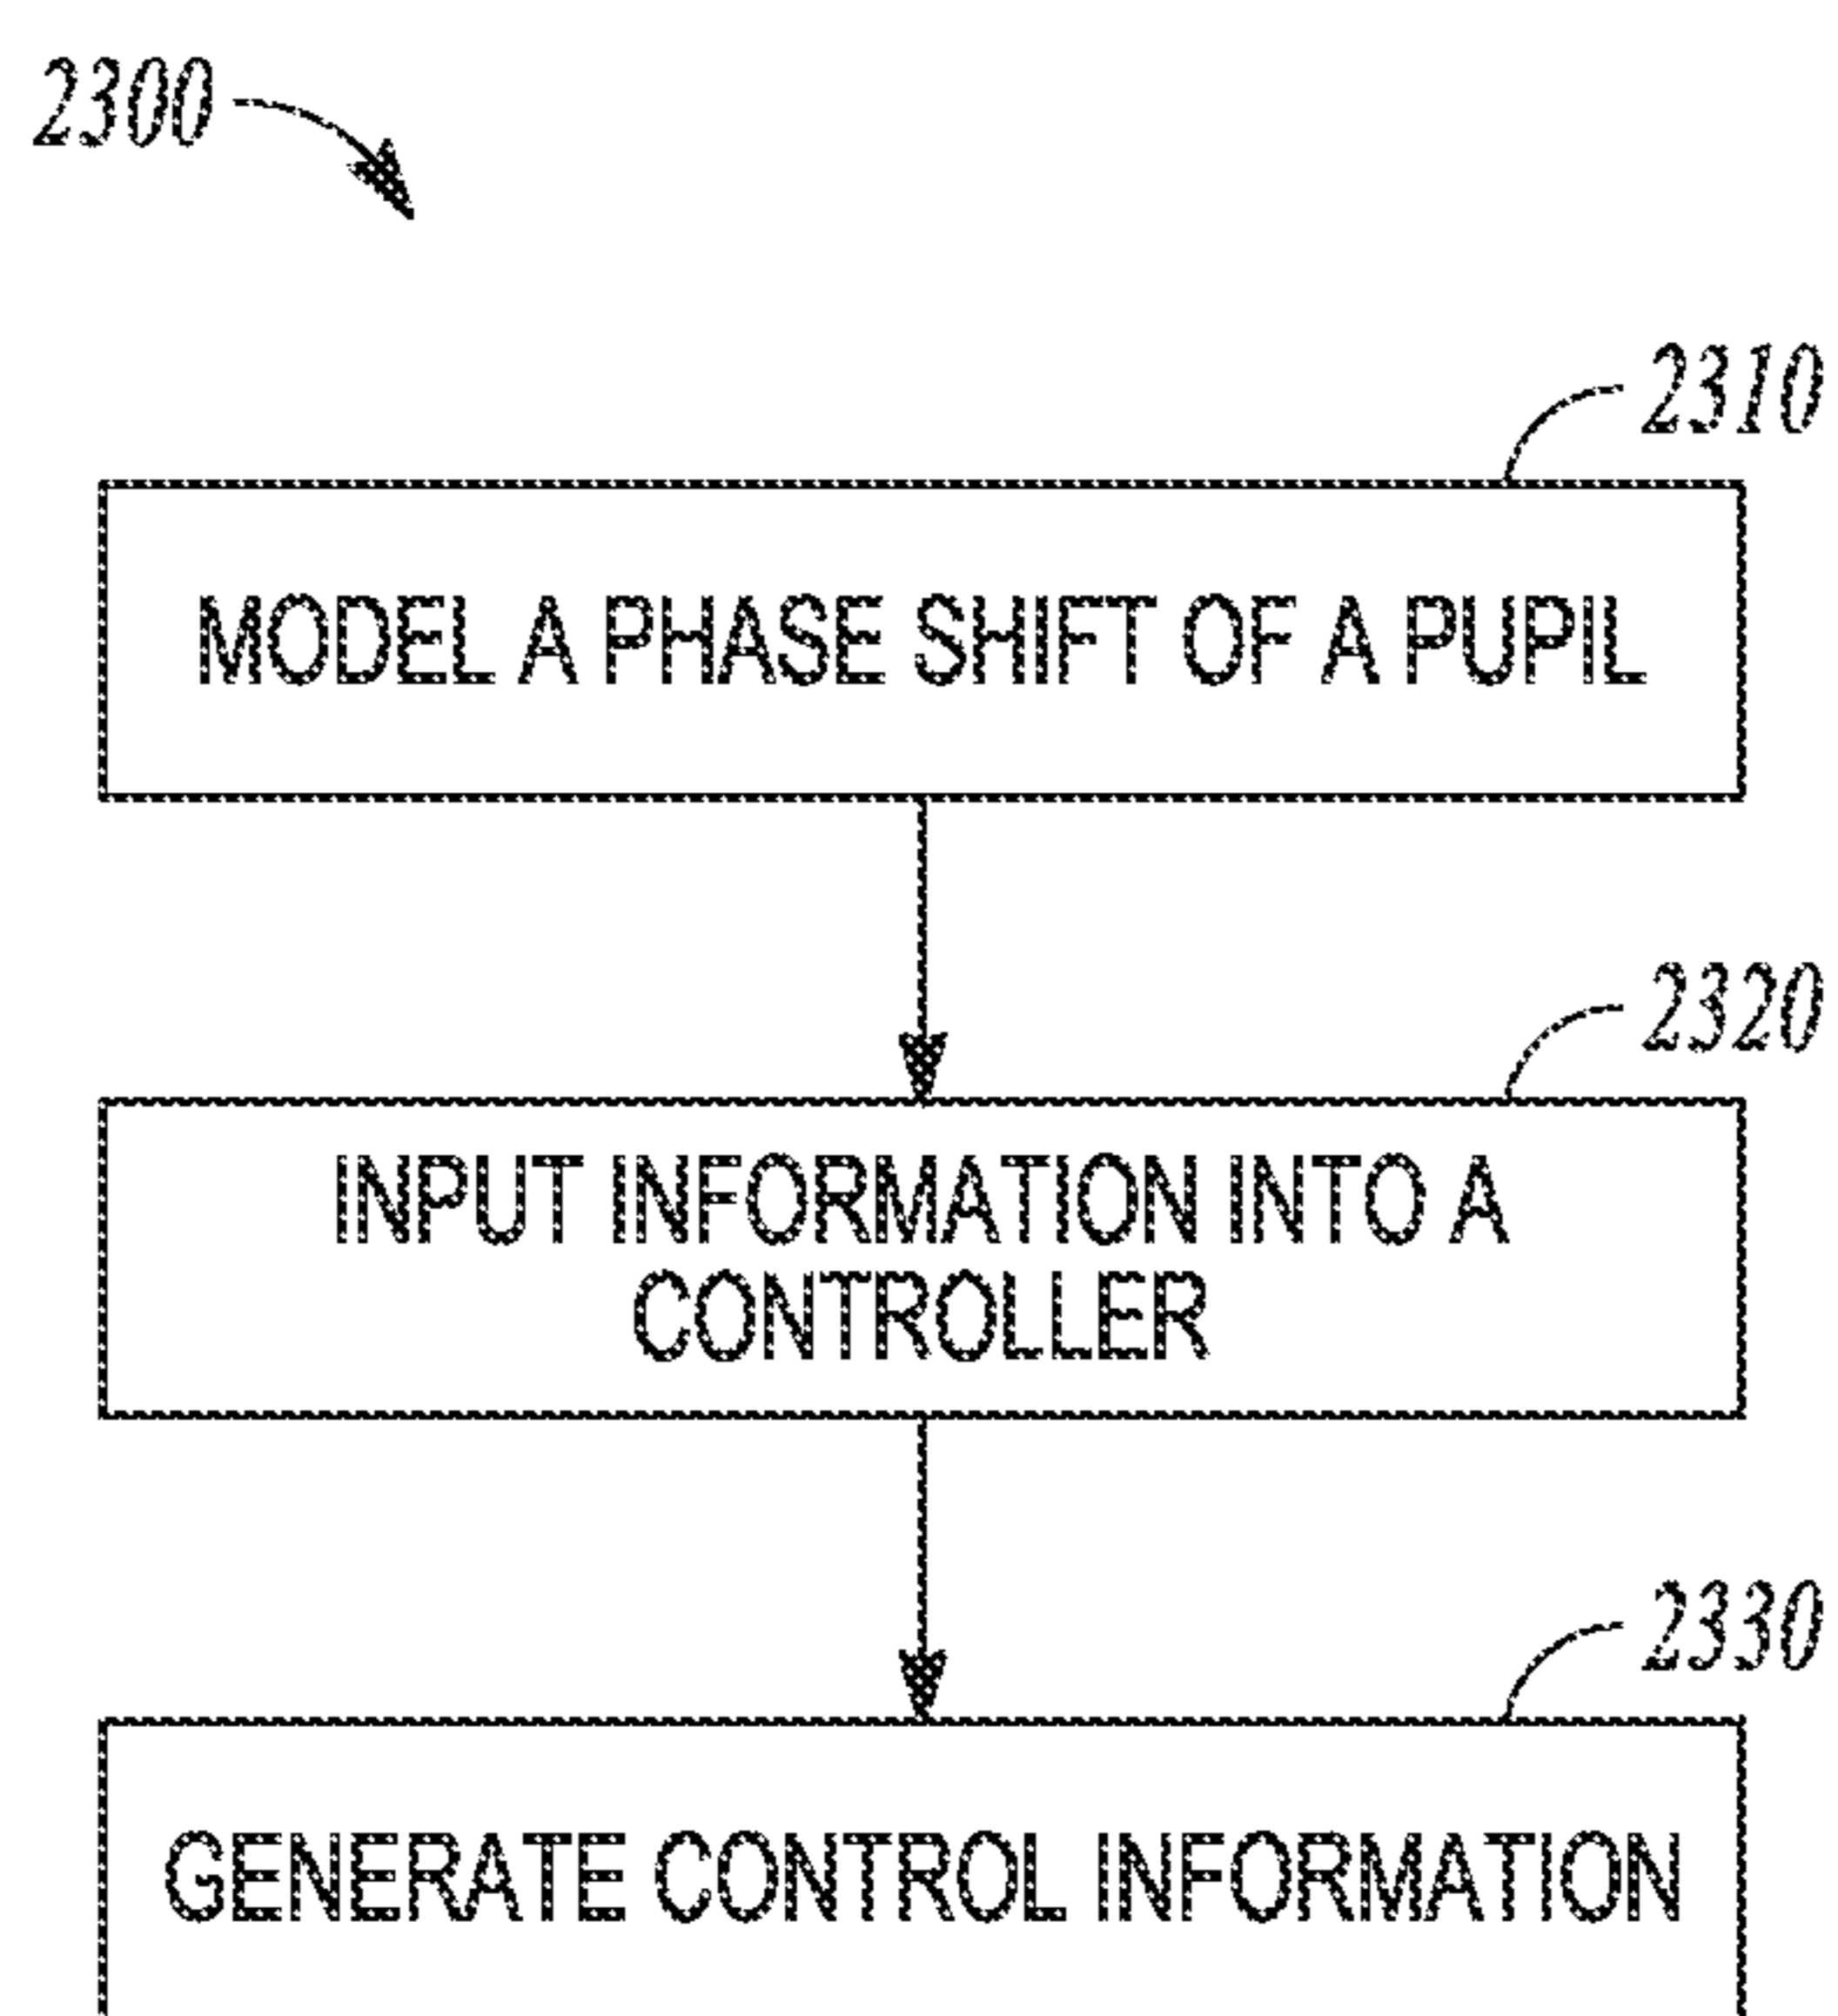 2300
2310
MODEL A PHASE SHIFT OF A PUPIL
2320
INPUT INFORMATION INTO A
CONTROLLER
2330
GENERATE CONTROL INFORMATION